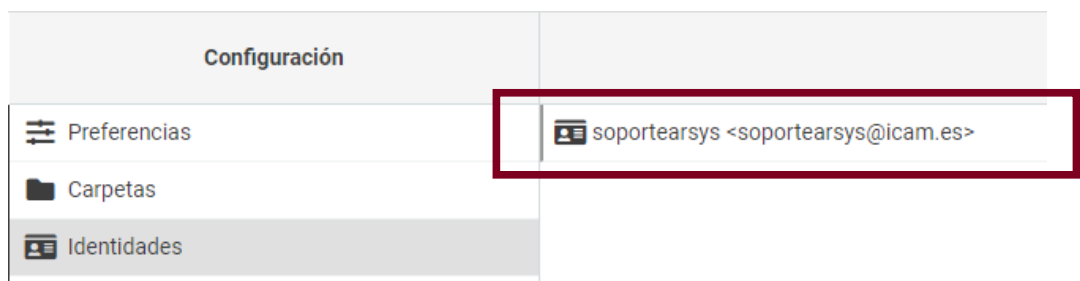 Configuración
Preferencias
soportearsys <soportearsys@icam.es>
Carpetas
Identidades